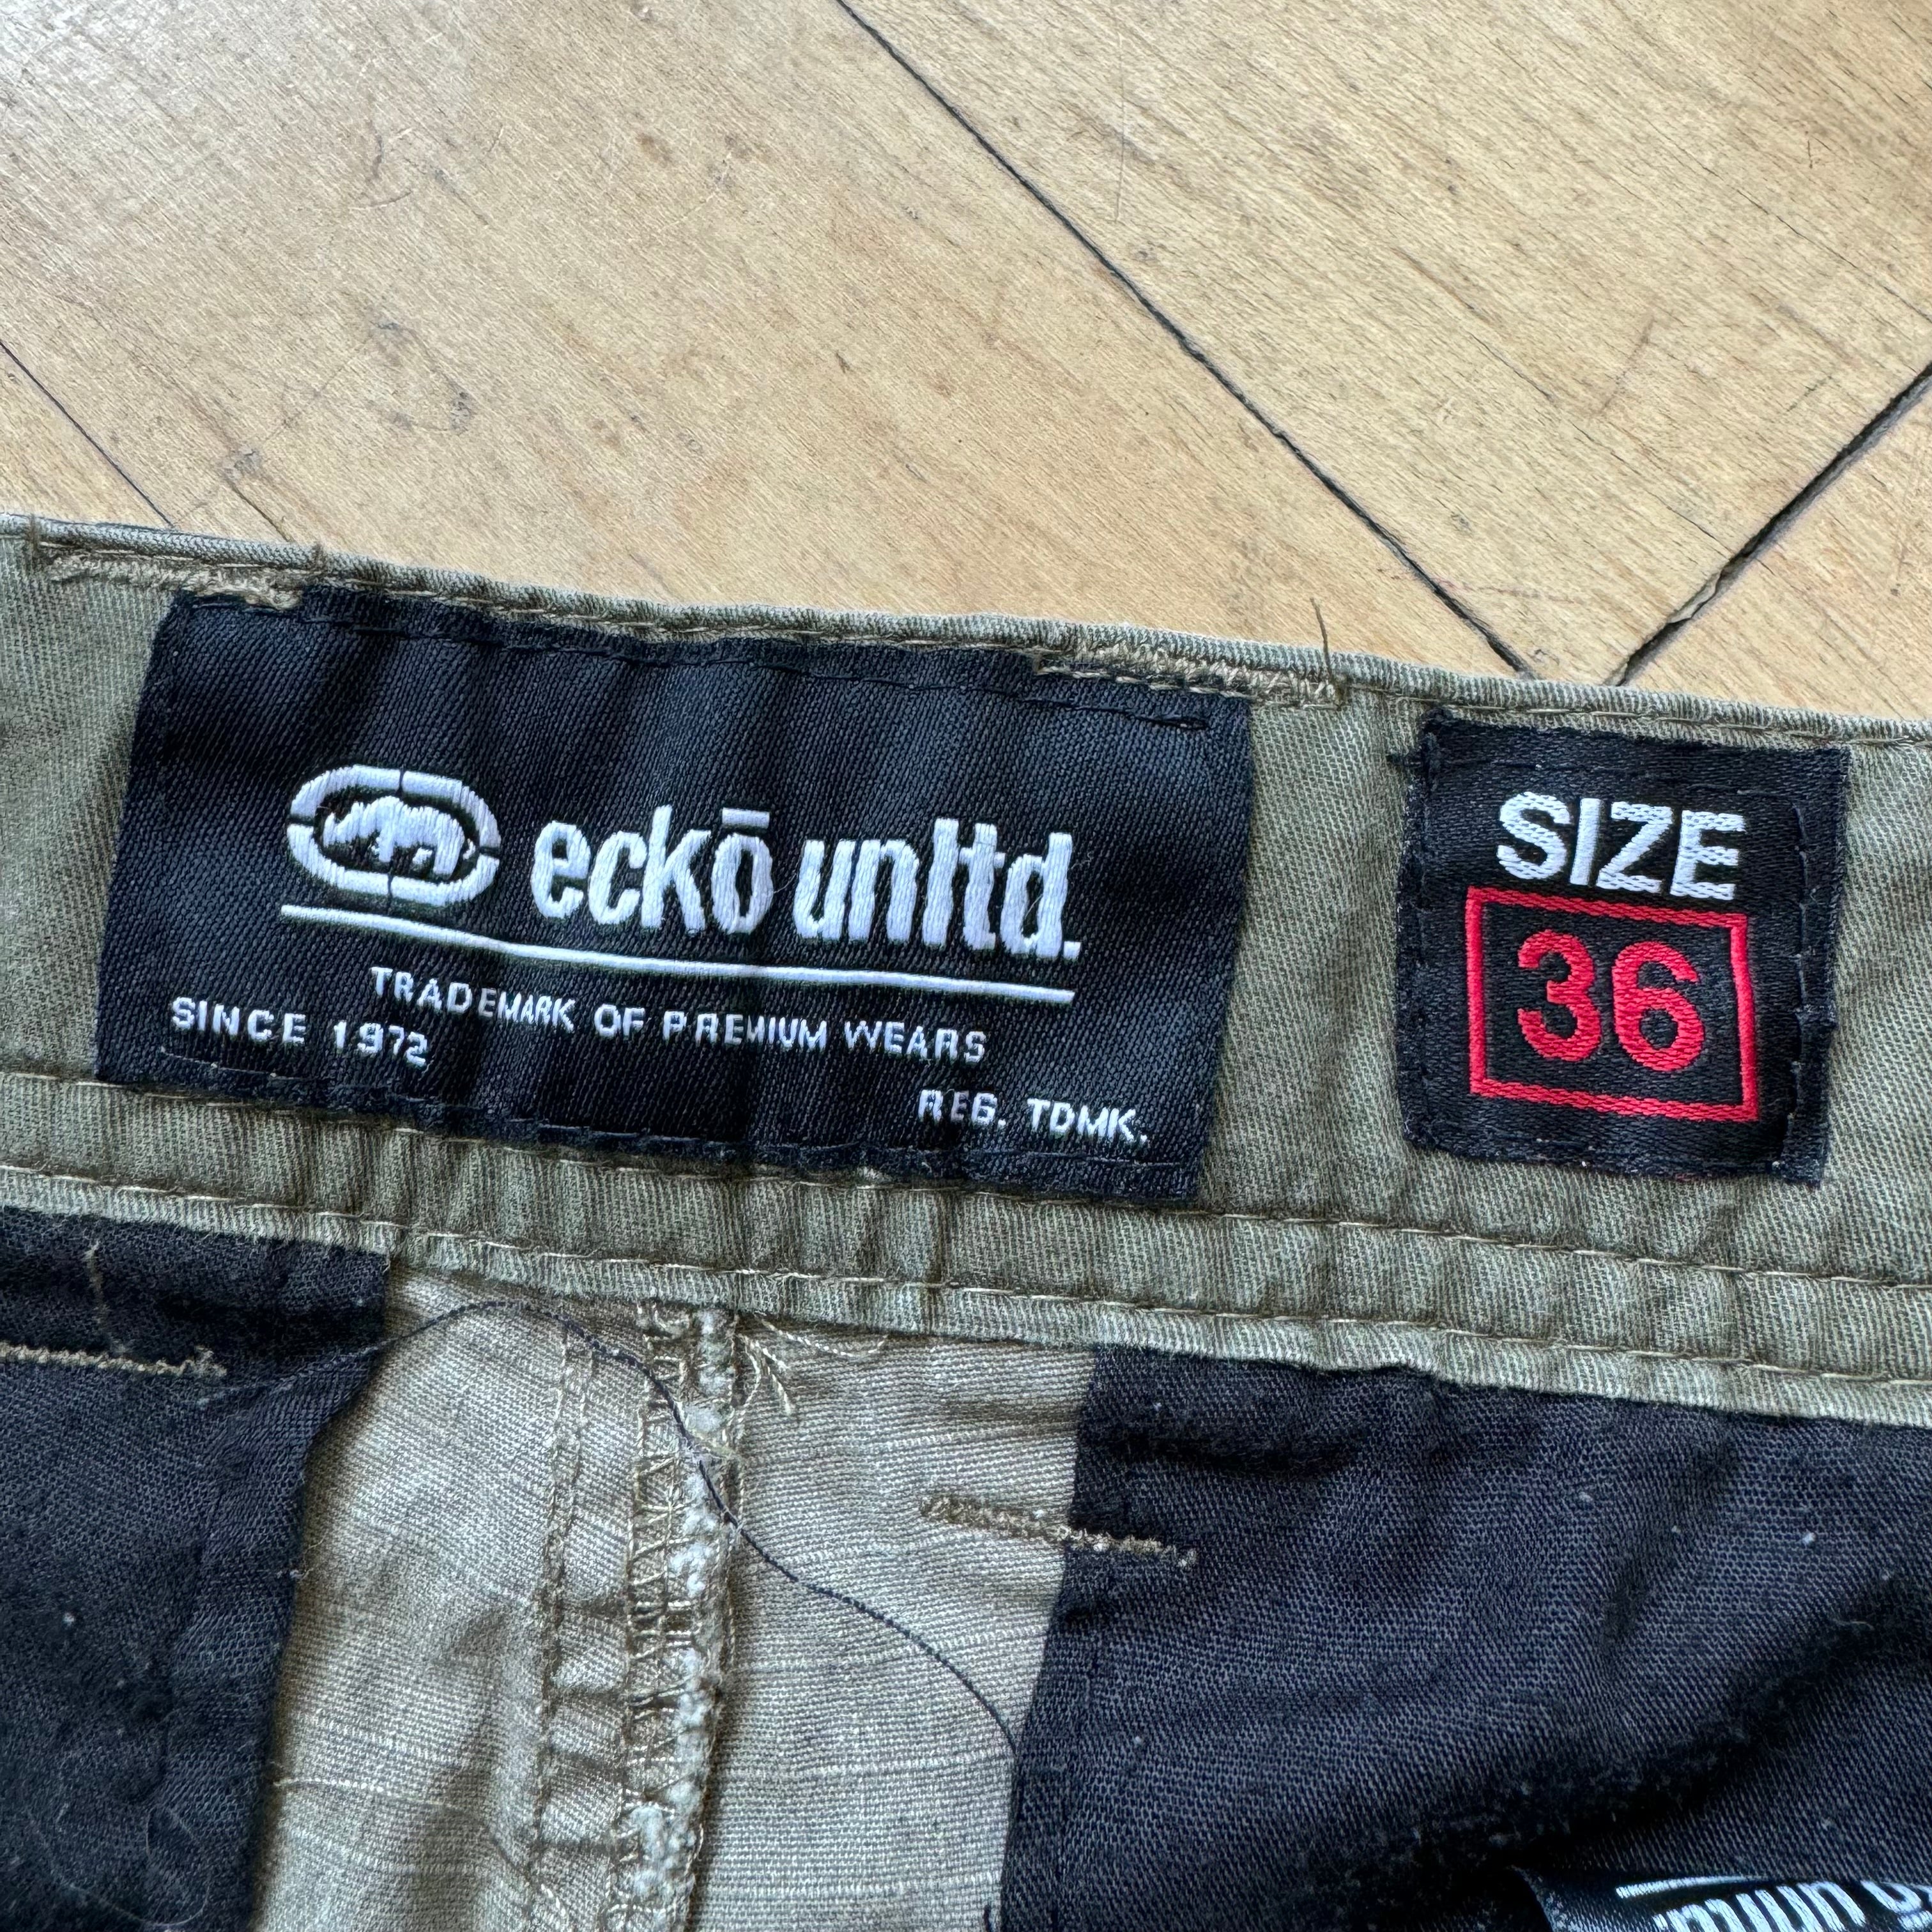 eckō unltd.
TRADEMARK OF PREMIUM WEARS
SINCE 1972
REG. TDMK.
SIZE
36